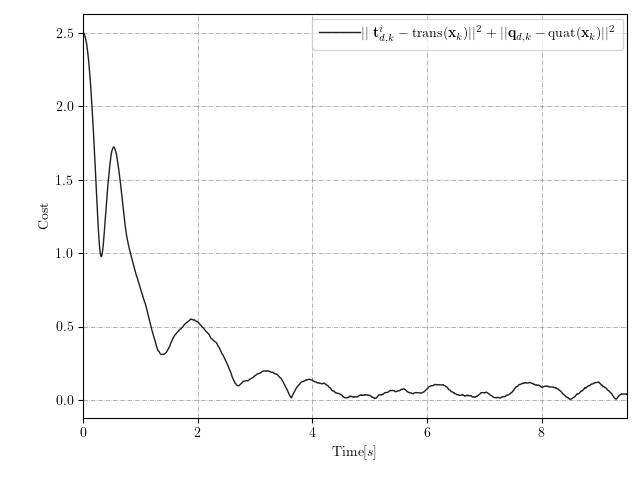 || t^i_{d,k} − trans(x_k)||² + ||q_{d,k} − quat(x_k)||²
2.5
2.0
1.5
1.0
0.5
0.0
Cost
0 2 4 6 8
Time[s]